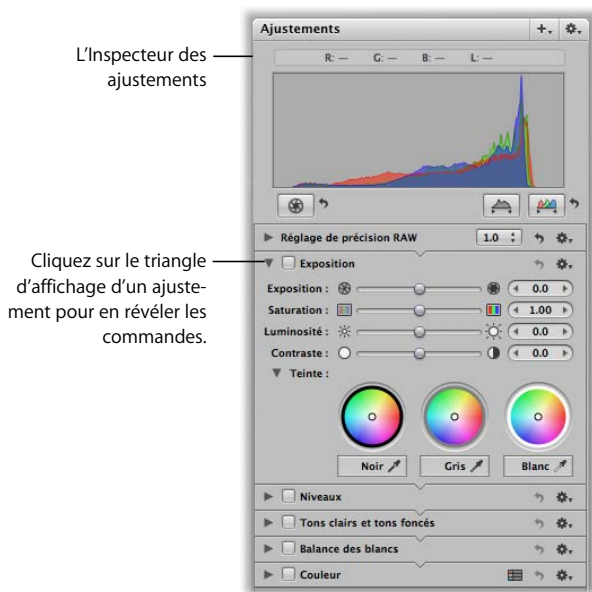 Ajustements
L'Inspecteur des
ajustements
R: — G: — B: — L: —
Réglage de précision RAW 1.0
Cliquez sur le triangle
d'affichage d'un ajuste-
ment pour en révéler les
commandes.
Exposition
Exposition : 0.0
Saturation : 1.00
Luminosité : 0.0
Contraste : 0.0
Teinte :
Noir Gris Blanc
Niveaux
Tons clairs et tons foncés
Balance des blancs
Couleur